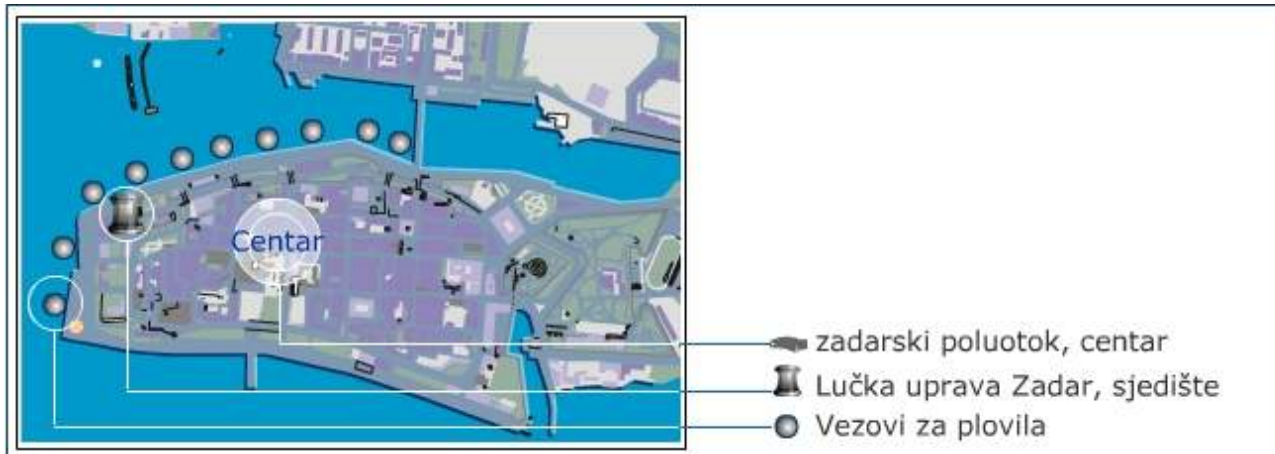 Centar
zadarski poluotok, centar
Lučka uprava Zadar, sjedište
Vezovi za plovila